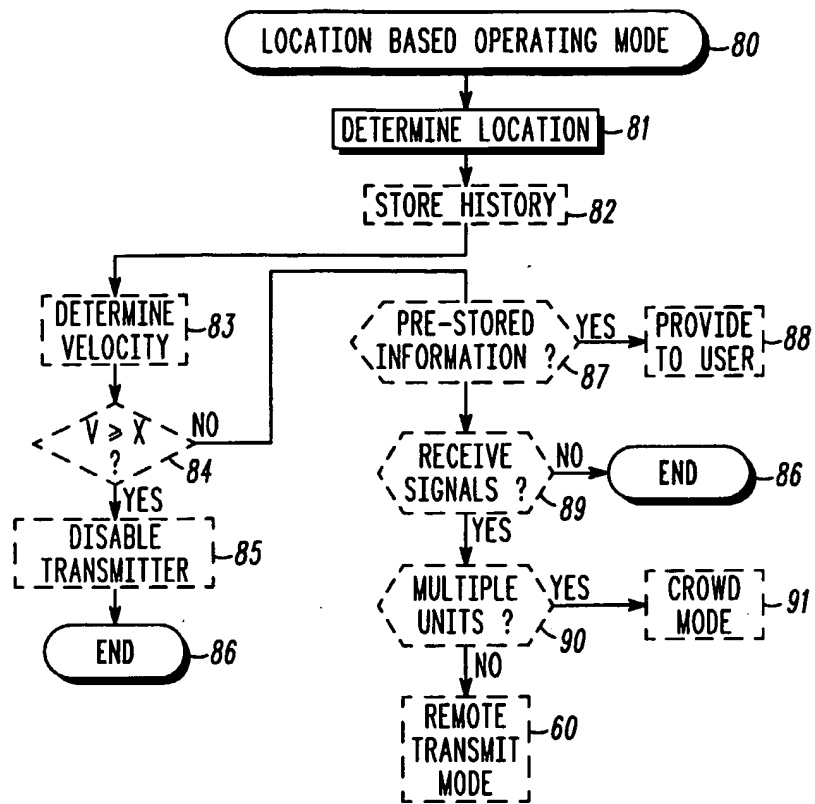 LOCATION BASED OPERATING MODE
80
DETERMINE LOCATION
81
STORE HISTORY
82
DETERMINE
VELOCITY
83
V ≥ X
?
84
NO
YES
DISABLE
TRANSMITTER
85
END
86
PRE-STORED
INFORMATION ?
87
YES
PROVIDE
TO USER
88
RECEIVE
SIGNALS ?
89
NO
END
86
YES
MULTIPLE
UNITS ?
90
YES
CROWD
MODE
91
NO
REMOTE
TRANSMIT
MODE
60